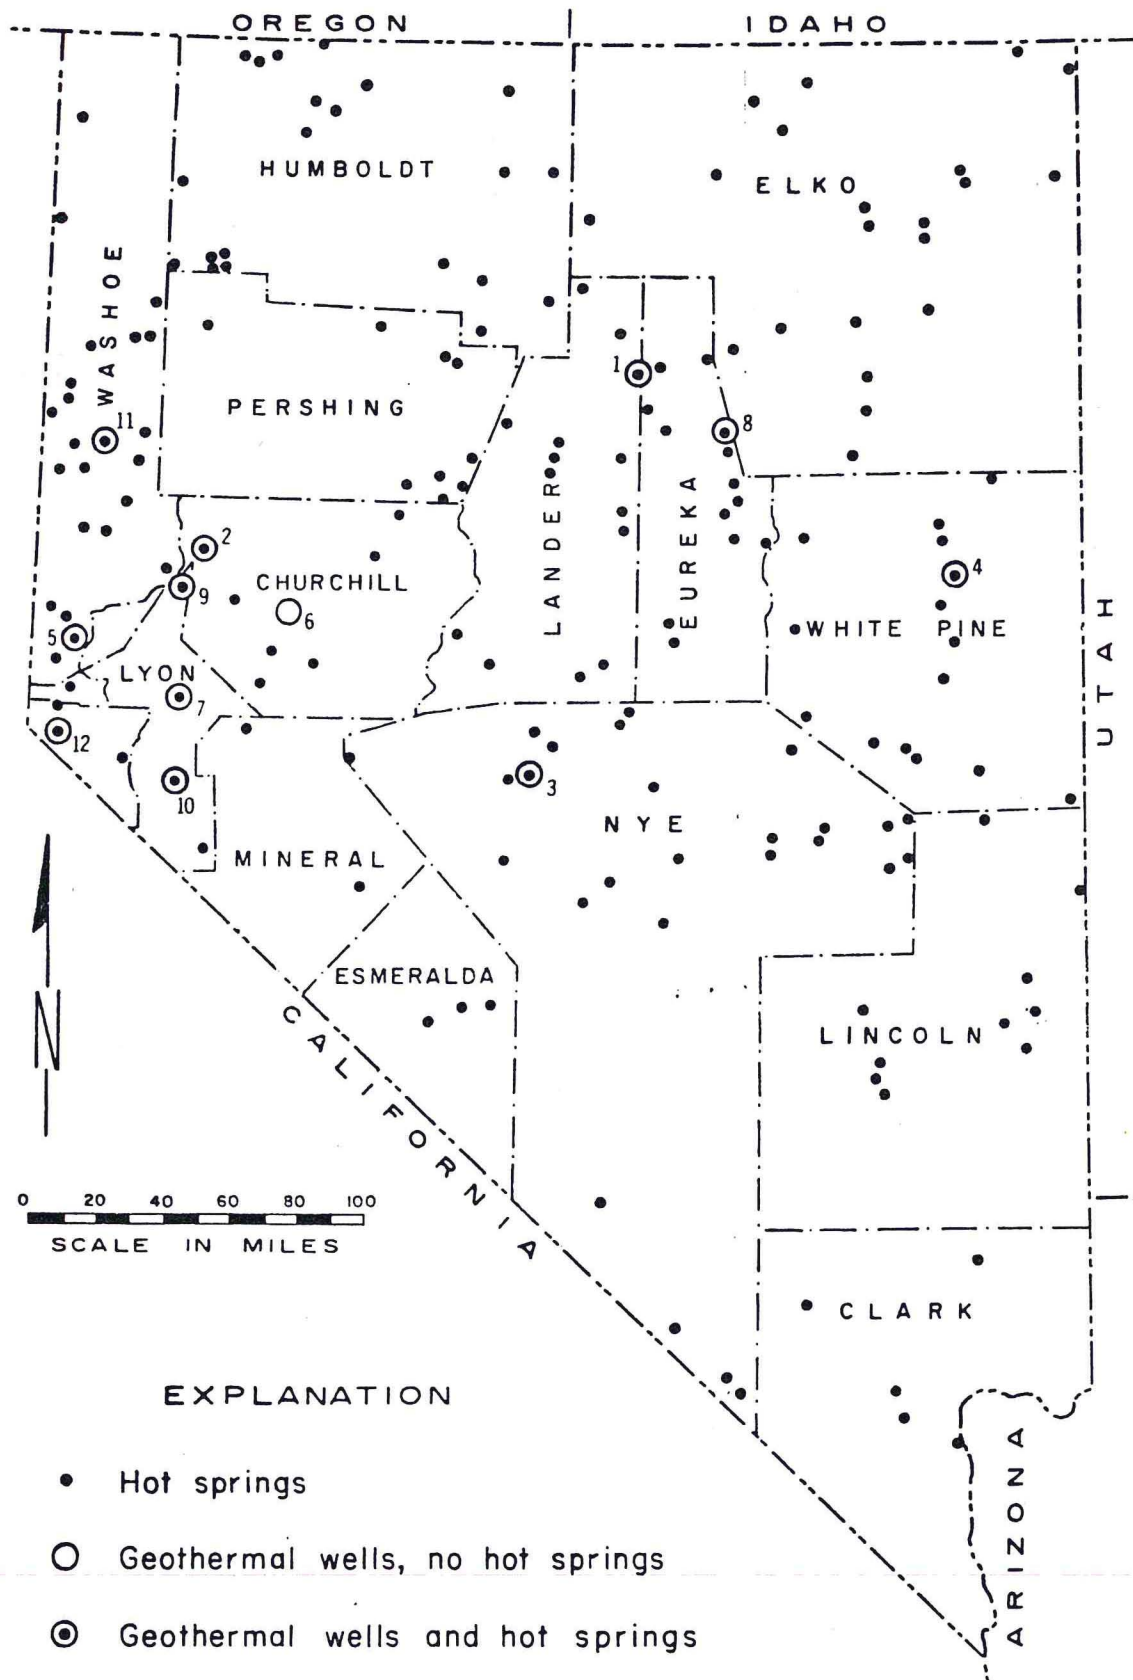 OREGON
IDAHO
HUMBOLDT
ELKO
WASHOE
1
PERSHING
11
8
LANDER
EUREKA
2
9
CHURCHILL
6
4
5
WHITE PINE
UTAH
LYON
7
12
10
3
NYE
MINERAL
ESMERALDA
N
CALIFORNIA
LINCOLN
0 20 40 60 80 100
SCALE IN MILES
CLARK
ARIZONA
EXPLANATION
Hot springs
Geothermal wells, no hot springs
Geothermal wells and hot springs